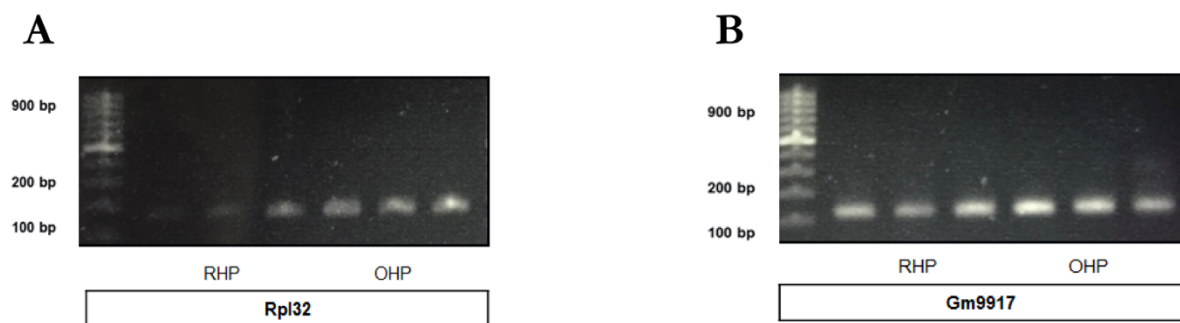 A
900 bp
200 bp
100 bp
RHP
OHP
Rpl32
B
900 bp
200 bp
100 bp
RHP
OHP
Gm9917